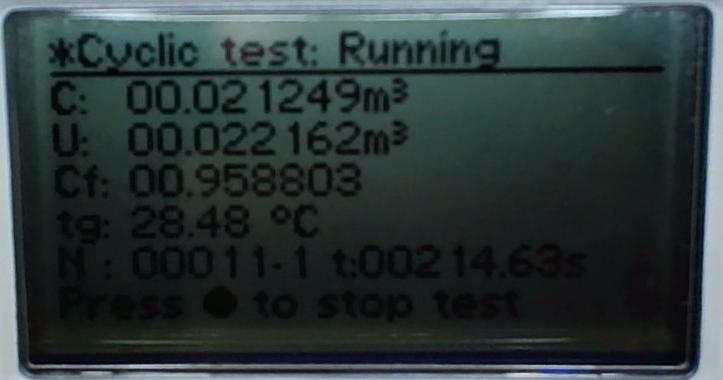 *Cyclic test: Running
C: 00.021249m³
U: 00.022162m³
Cf: 00.958803
tg: 28.48 °C
N : 00011-1 t:00214.63s
Press ● to stop test